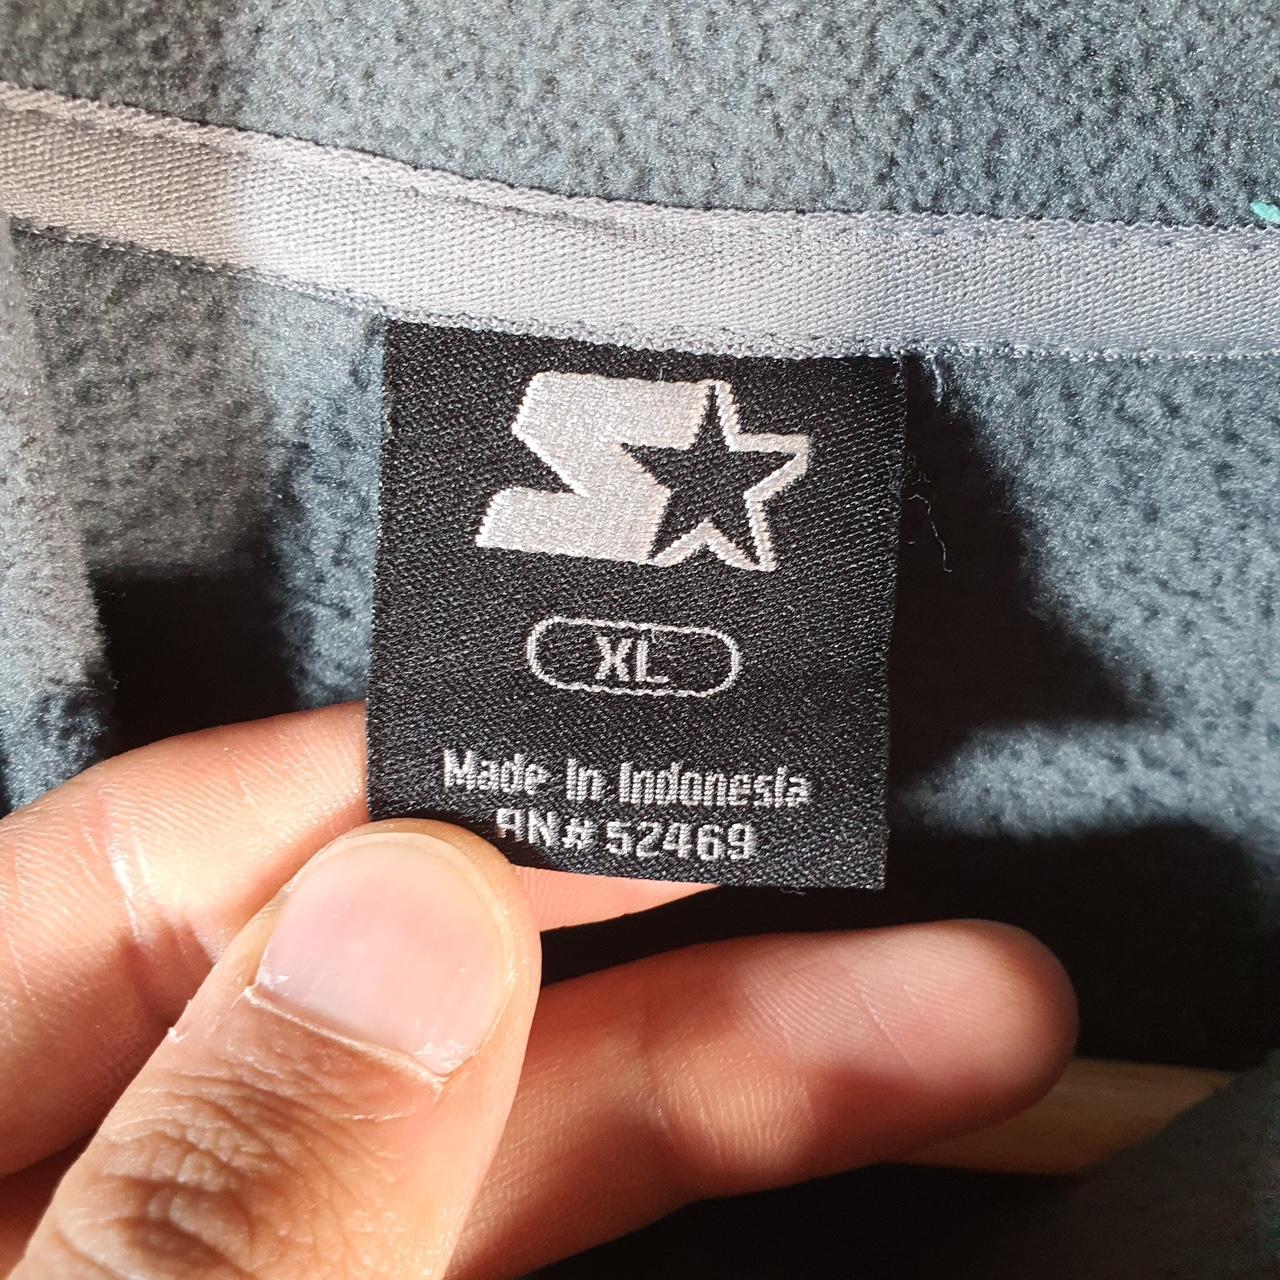 XL
Made In Indonesia
RN# 52469